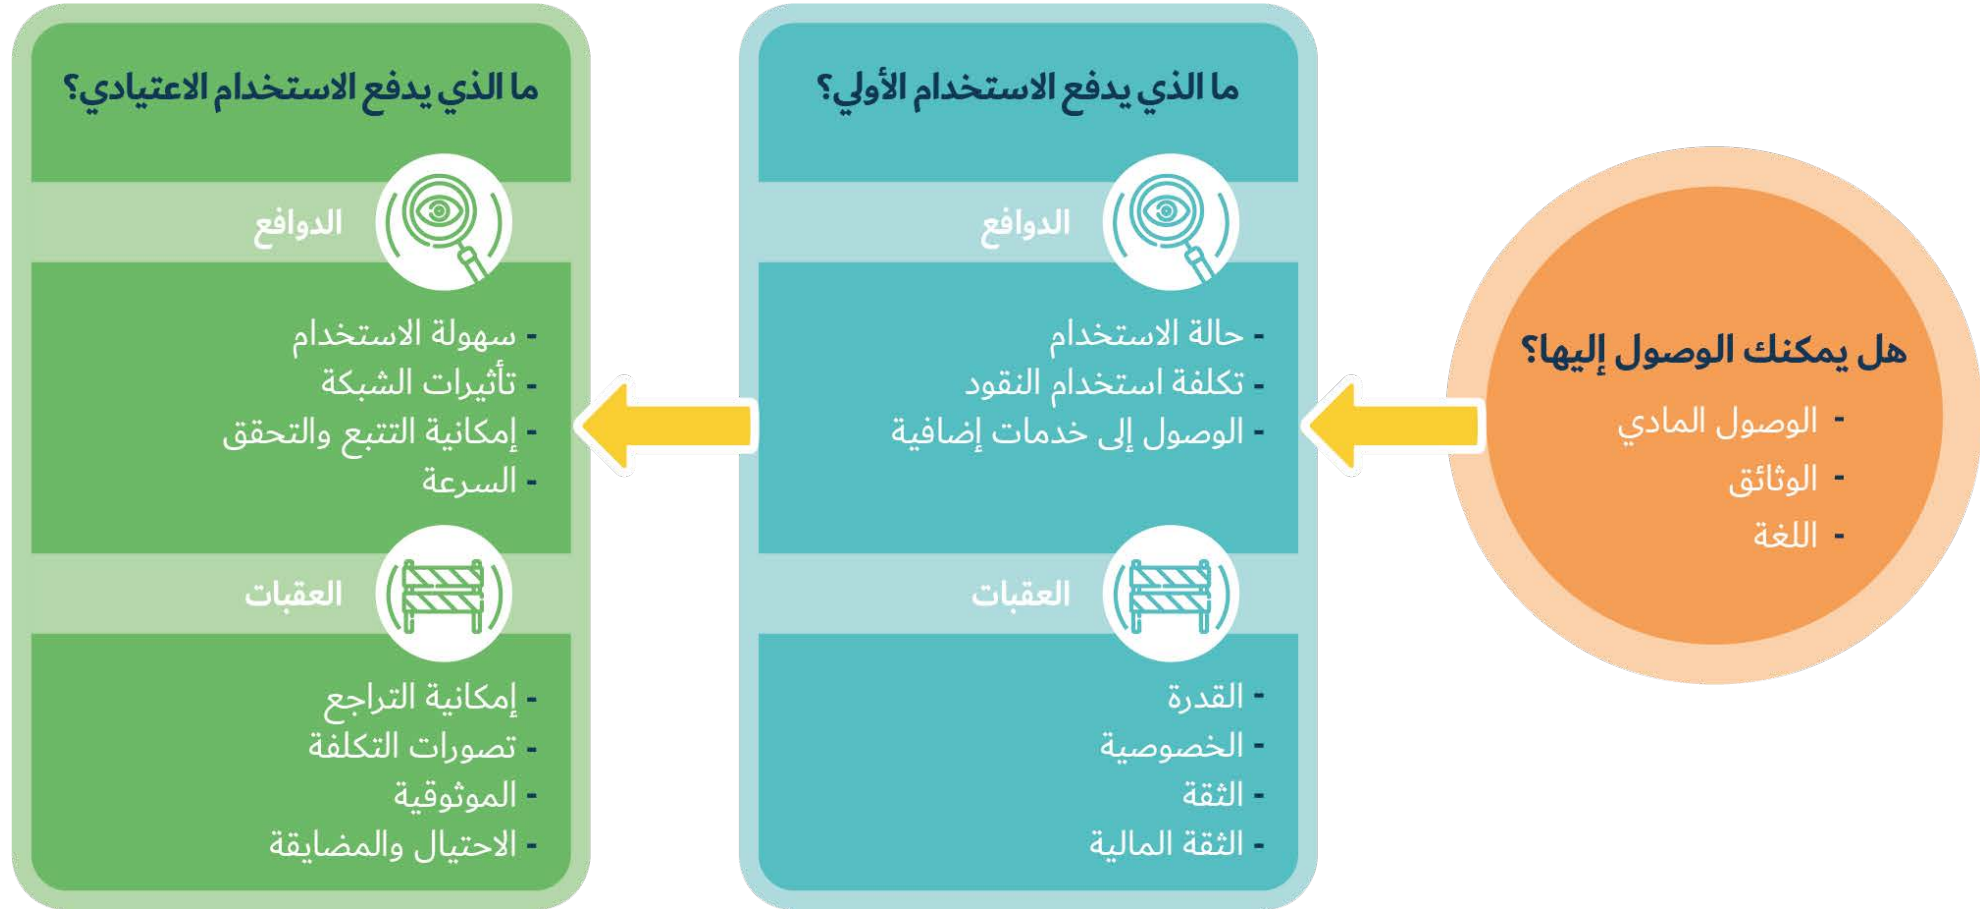 هل يمكنك الوصول إليها؟
- الوصول المادي
- الوثائق
- اللغة
ما الذي يدفع الاستخدام الأولي؟
الدوافع
- حالة الاستخدام
- تكلفة استخدام النقود
- الوصول إلى خدمات إضافية
العقبات
- القدرة
- الخصوصية
- الثقة
- الثقة المالية
ما الذي يدفع الاستخدام الاعتيادي؟
الدوافع
- سهولة الاستخدام
- تأثيرات الشبكة
- إمكانية التتبع والتحقق
- السرعة
العقبات
- إمكانية التراجع
- تصورات التكلفة
- الموثوقية
- الاحتيال والمضايقة